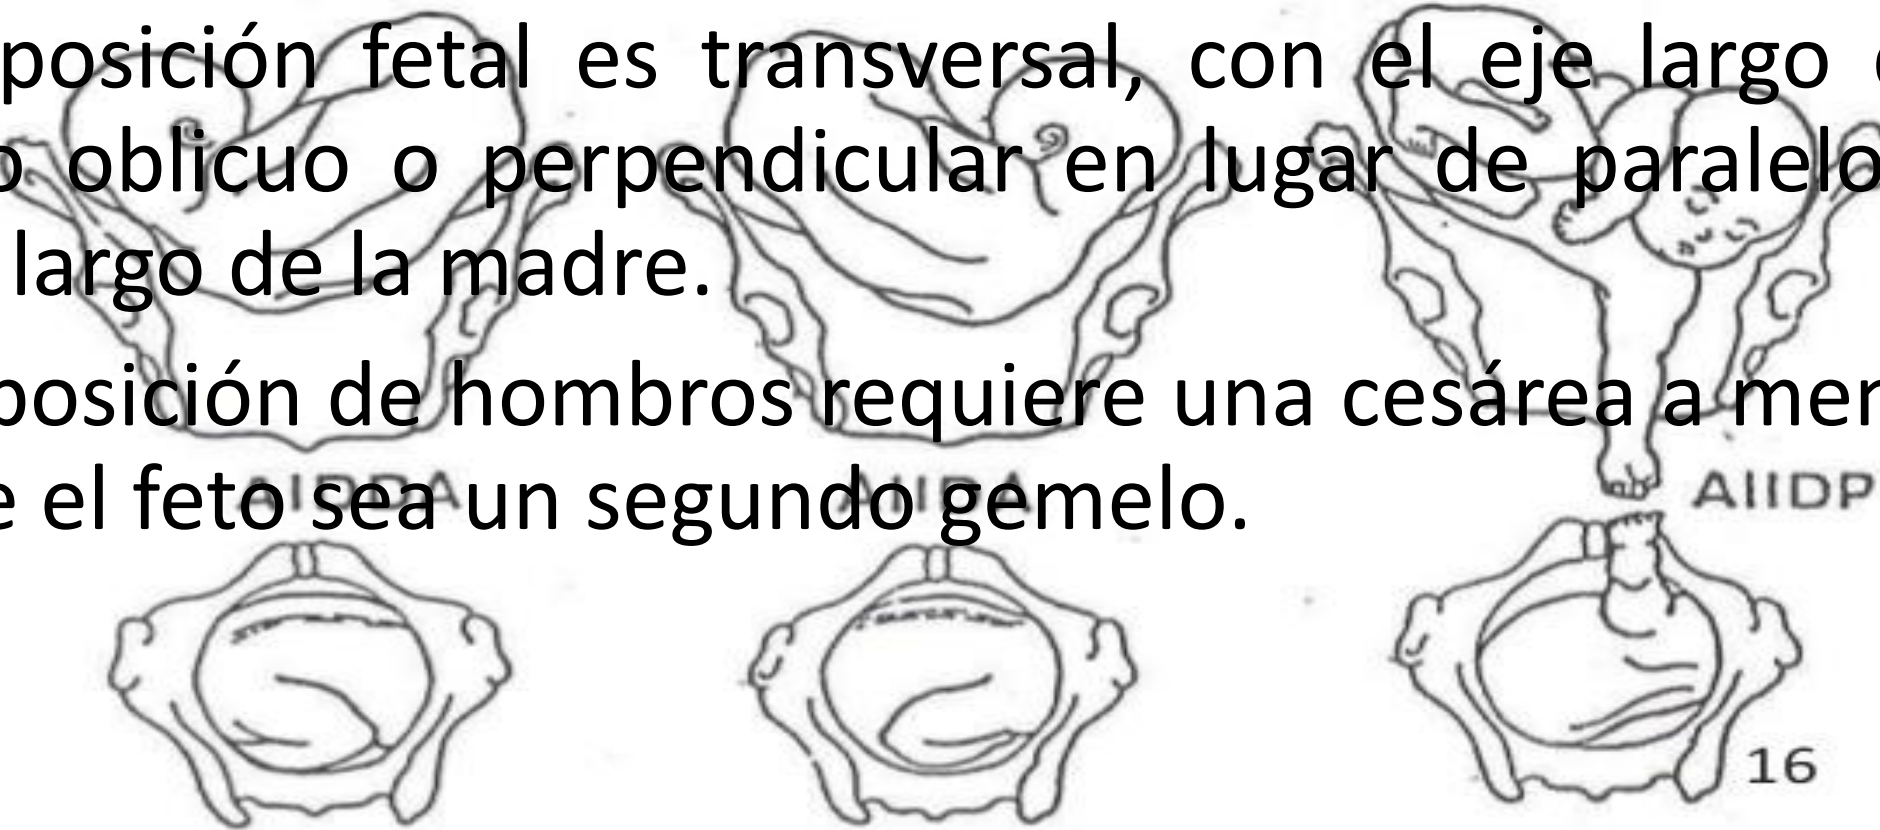 posición fetal es transversal, con el eje largo
oblicuo o perpendicular en lugar de paralelo
largo de la madre.
posición de hombros requiere una cesárea a
el feto sea un segundo gemelo.
AIIDP
16